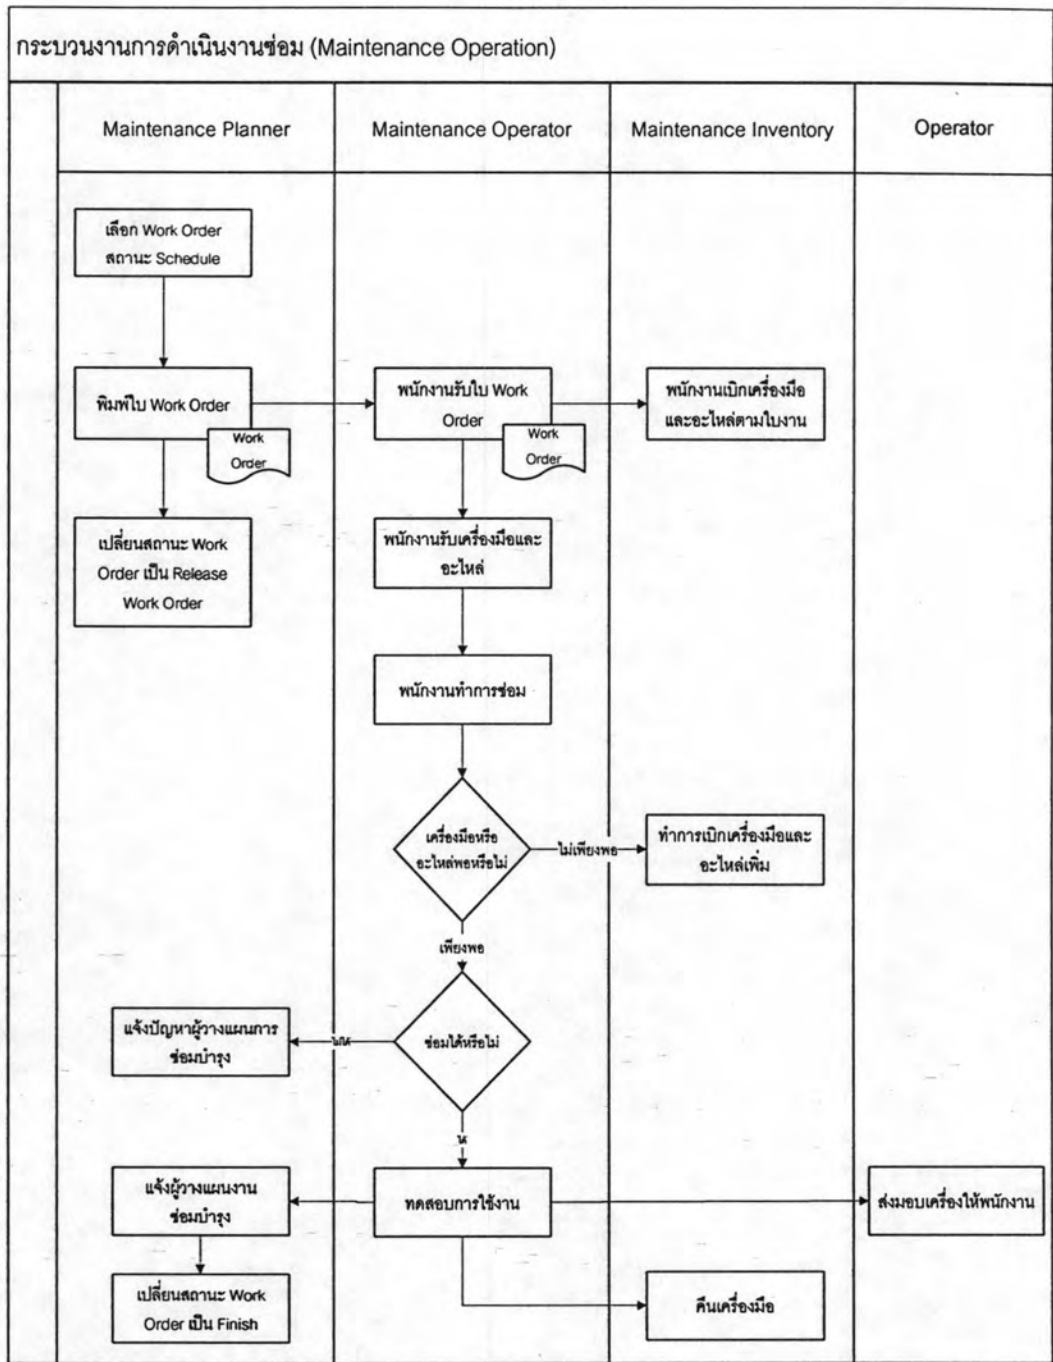 กระบวนงานการดำเนินงานซ่อม (Maintenance Operation)
Maintenance Planner
Maintenance Operator
Maintenance Inventory
Operator
เลือก Work Order
สถานะ Schedule
พิมพ์ใบ Work Order
Work
Order
พนักงานรับใบ Work
Order
Work
Order
พนักงานเบิกเครื่องมือ
และอะไหล่ตามใบงาน
เปลี่ยนสถานะ Work
Order เป็น Release
Work Order
พนักงานรับเครื่องมือและ
อะไหล่
พนักงานทำการซ่อม
เครื่องมือหรือ
อะไหล่พอหรือไม่
ไม่เพียงพอ
ทำการเบิกเครื่องมือและ
อะไหล่เพิ่ม
เพียงพอ
แจ้งปัญหาผู้วางแผนการ
ซ่อมบำรุง
ซ่อมได้หรือไม่
แจ้งผู้วางแผนงาน
ซ่อมบำรุง
ทดสอบการใช้งาน
ส่งมอบเครื่องให้พนักงาน
เปลี่ยนสถานะ Work
Order เป็น Finish
คืนเครื่องมือ